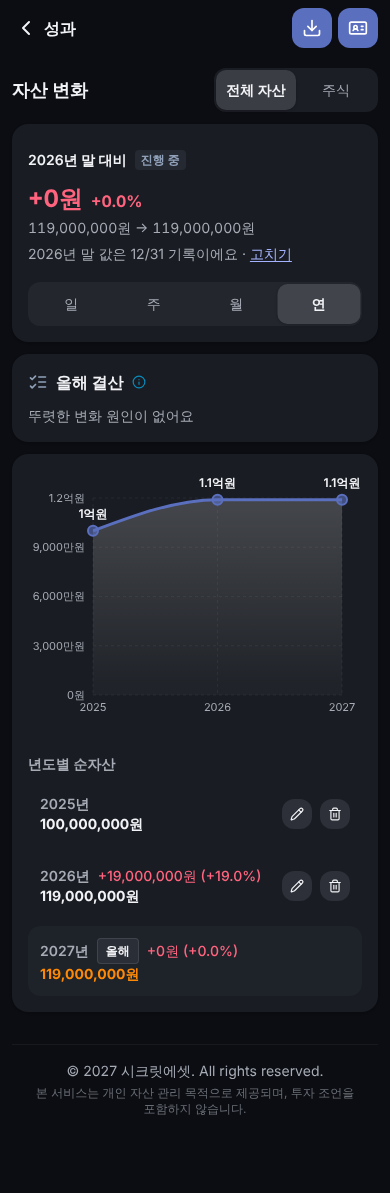 성과
자산 변화
전체 자산 주식
2026년 말 대비 진행 중
+0원 +0.0%
119,000,000원 → 119,000,000원
2026년 말 값은 12/31 기록이에요 · 고치기
일 주 월 연
올해 결산
뚜렷한 변화 원인이 없어요
1.1억원 1.1억원
1.2억원
1억원
9,000만원
6,000만원
3,000만원
0원
2025 2026 2027
년도별 순자산
2025년
100,000,000원
2026년 +19,000,000원 (+19.0%)
119,000,000원
2027년 올해 +0원 (+0.0%)
119,000,000원
© 2027 시크릿에셋. All rights reserved.
본 서비스는 개인 자산 관리 목적으로 제공되며, 투자 조언을
포함하지 않습니다.